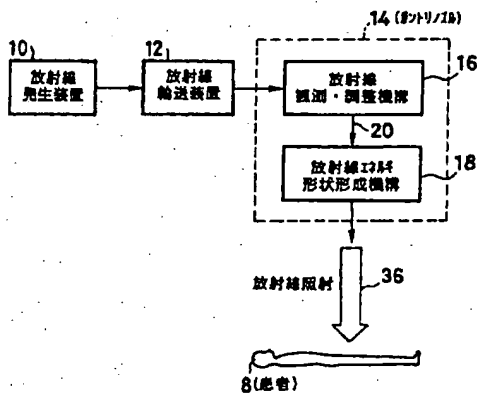 14 (ガントリノズル)
10
放射線
発生装置
12
放射線
輸送装置
放射線
観測・調整機構
16
20
放射線エネルギ
形状形成機構
18
放射線照射
36
8 (患者)